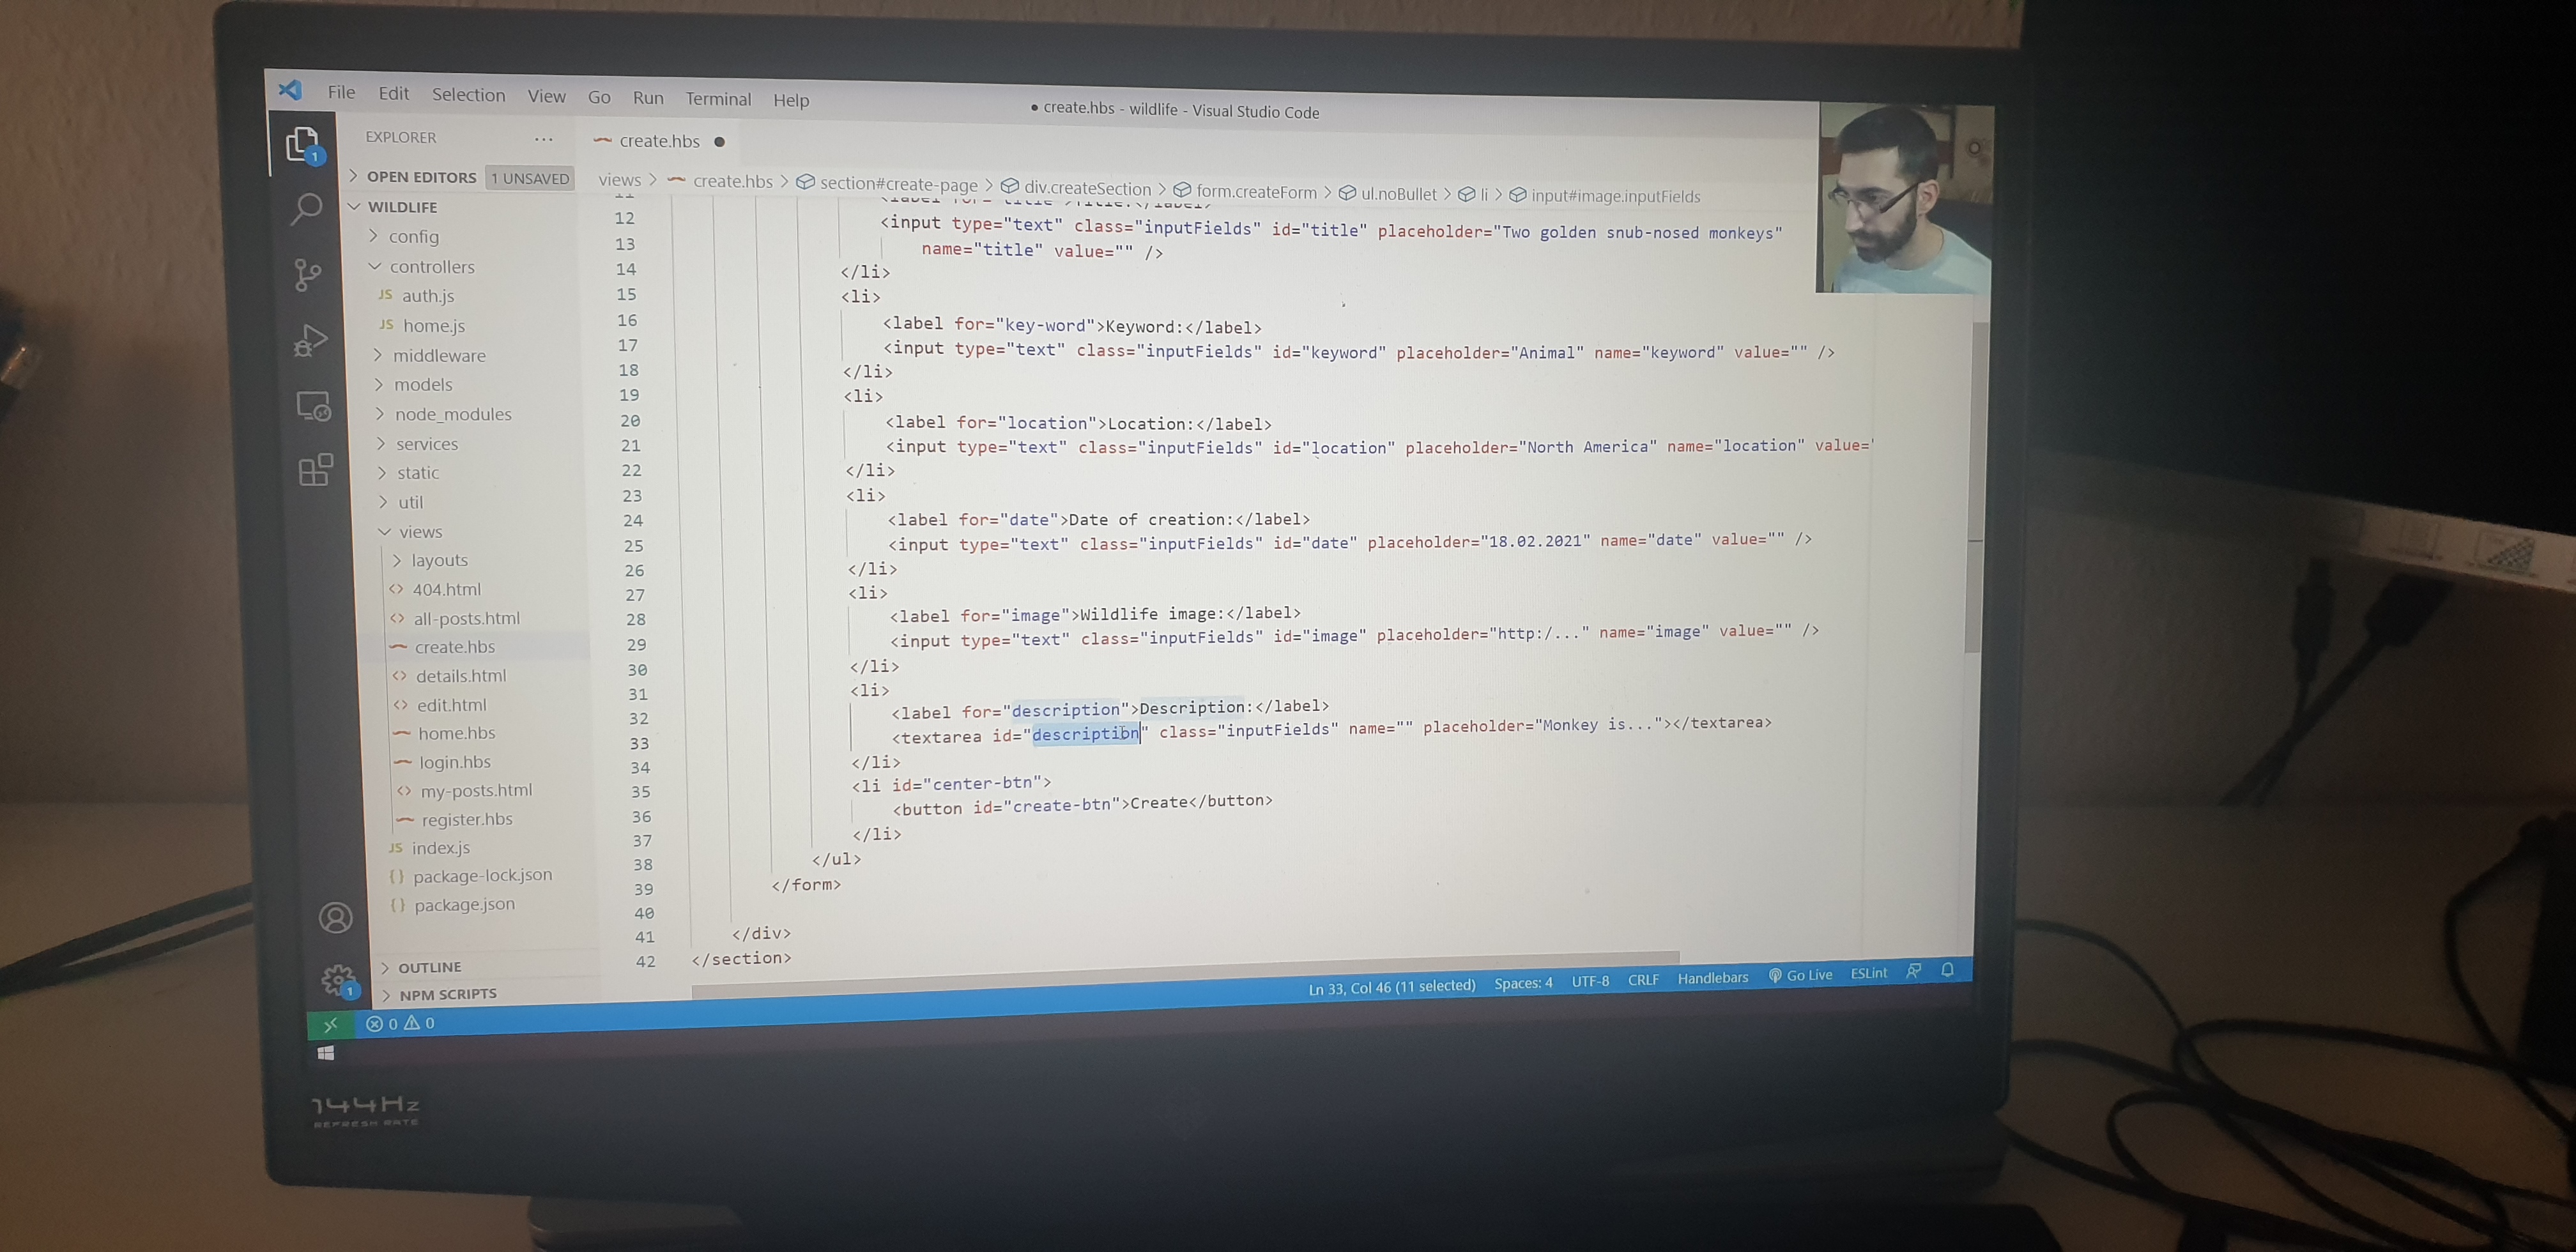 File Edit Selection View Go Run Terminal Help
● create.hbs - wildlife - Visual Studio Code
EXPLORER ···
create.hbs ●
OPEN EDITORS 1 UNSAVED
views > create.hbs > section#create-page > div.createSection > form.createForm > ul.noBullet > li > input#image.inputFields
WILDLIFE
config
controllers
JS auth.js
JS home.js
middleware
models
node_modules
services
static
util
views
layouts
<> 404.html
<> all-posts.html
create.hbs
<> details.html
<> edit.html
home.hbs
login.hbs
<> my-posts.html
register.hbs
JS index.js
{} package-lock.json
{} package.json
OUTLINE
NPM SCRIPTS
12 <input type="text" class="inputFields" id="title" placeholder="Two golden snub-nosed monkeys"
13 name="title" value="" />
14 </li>
15 <li>
16 <label for="key-word">Keyword:</label>
17 <input type="text" class="inputFields" id="keyword" placeholder="Animal" name="keyword" value="" />
18 </li>
19 <li>
20 <label for="location">Location:</label>
21 <input type="text" class="inputFields" id="location" placeholder="North America" name="location" value="
22 </li>
23 <li>
24 <label for="date">Date of creation:</label>
25 <input type="text" class="inputFields" id="date" placeholder="18.02.2021" name="date" value="" />
26 </li>
27 <li>
28 <label for="image">Wildlife image:</label>
29 <input type="text" class="inputFields" id="image" placeholder="http:/..." name="image" value="" />
30 </li>
31 <li>
32 <label for="description">Description:</label>
33 <textarea id="description" class="inputFields" name="" placeholder="Monkey is..."></textarea>
34 </li>
35 <li id="center-btn">
36 <button id="create-btn">Create</button>
37 </li>
38 </ul>
39 </form>
40
41 </div>
42 </section>
Ln 33, Col 46 (11 selected) Spaces: 4 UTF-8 CRLF Handlebars Go Live ESLint
0 0
1
1
144Hz
REFRESH RATE